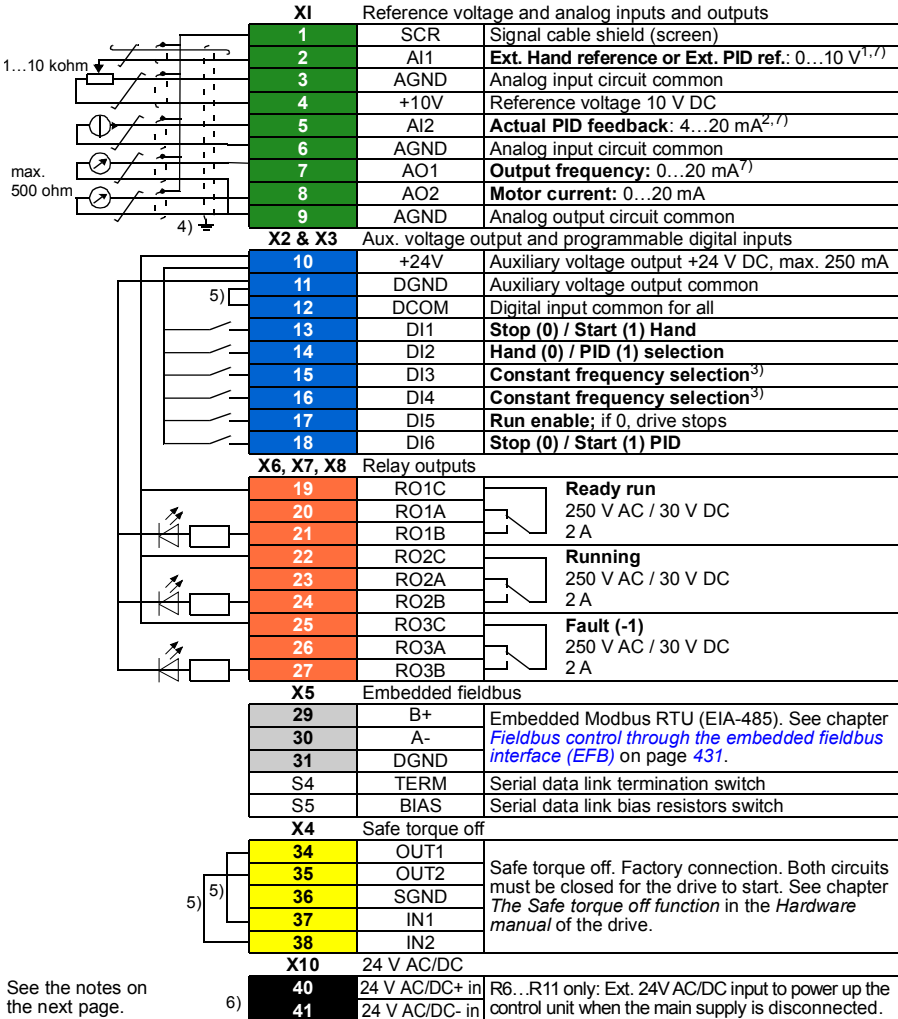 XI Reference voltage and analog inputs and outputs
1 SCR Signal cable shield (screen)
1…10 kohm 2 AI1 Ext. Hand reference or Ext. PID ref.: 0…10 V1,7)
3 AGND Analog input circuit common
4 +10V Reference voltage 10 V DC
5 AI2 Actual PID feedback: 4…20 mA2,7)
6 AGND Analog input circuit common
max.
500 ohm
7 AO1 Output frequency: 0…20 mA7)
8 AO2 Motor current: 0…20 mA
4) 9 AGND Analog output circuit common
X2 & X3 Aux. voltage output and programmable digital inputs
10 +24V Auxiliary voltage output +24 V DC, max. 250 mA
11 DGND Auxiliary voltage output common
5) 12 DCOM Digital input common for all
13 DI1 Stop (0) / Start (1) Hand
14 DI2 Hand (0) / PID (1) selection
15 DI3 Constant frequency selection3)
16 DI4 Constant frequency selection3)
17 DI5 Run enable; if 0, drive stops
18 DI6 Stop (0) / Start (1) PID
X6, X7, X8 Relay outputs
19 RO1C Ready run
20 RO1A 250 V AC / 30 V DC
21 RO1B 2 A
22 RO2C Running
23 RO2A 250 V AC / 30 V DC
24 RO2B 2 A
25 RO3C Fault (-1)
26 RO3A 250 V AC / 30 V DC
27 RO3B 2 A
X5 Embedded fieldbus
29 B+
30 A-
31 DGND
Embedded Modbus RTU (EIA-485). See chapter
Fieldbus control through the embedded fieldbus
interface (EFB) on page 431.
S4 TERM Serial data link termination switch
S5 BIAS Serial data link bias resistors switch
X4 Safe torque off
34 OUT1
35 OUT2
5) 5) 36 SGND
37 IN1
38 IN2
Safe torque off. Factory connection. Both circuits
must be closed for the drive to start. See chapter
The Safe torque off function in the Hardware
manual of the drive.
X10 24 V AC/DC
6) 40 24 V AC/DC+ in
41 24 V AC/DC- in
R6…R11 only: Ext. 24V AC/DC input to power up the
control unit when the main supply is disconnected.
See the notes on
the next page.